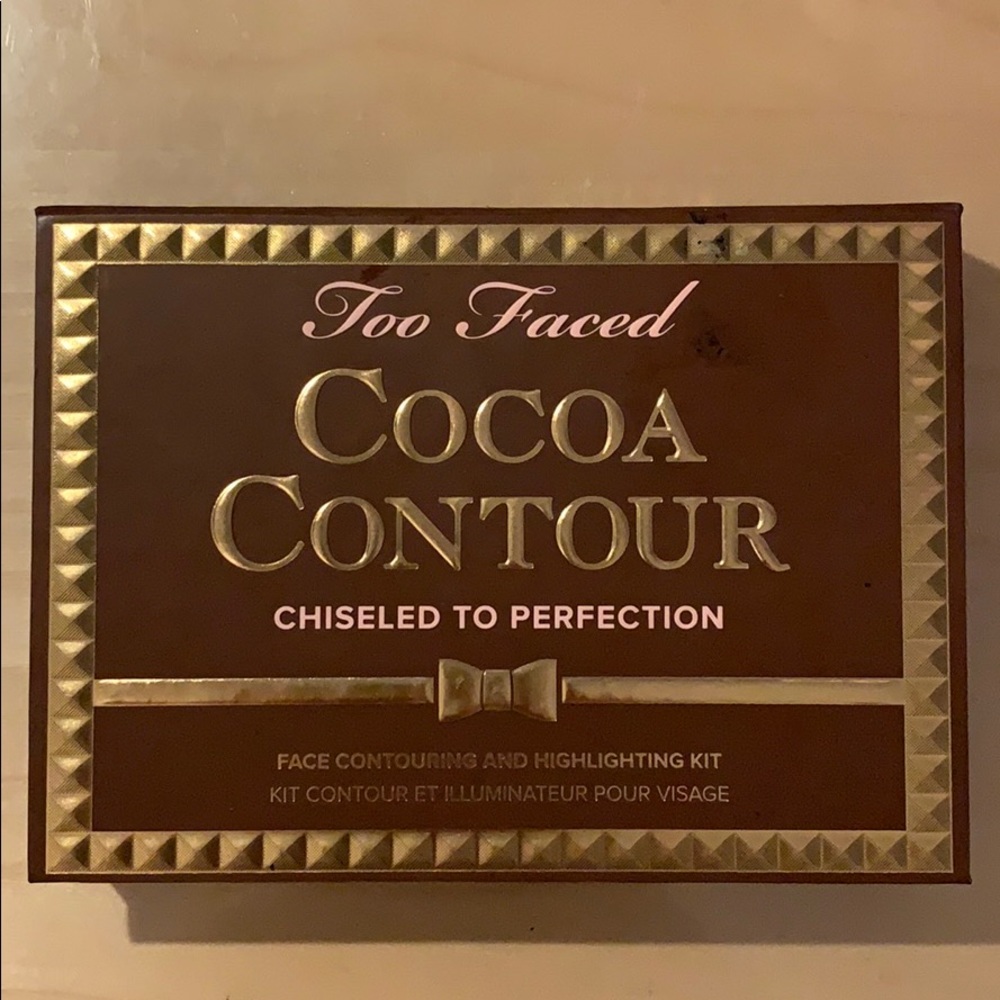 Too Faced
COCOA
CONTOUR
CHISELED TO PERFECTION
FACE CONTOURING AND HIGHLIGHTING KIT
KIT CONTOUR ET ILLUMINATEUR POUR VISAGE